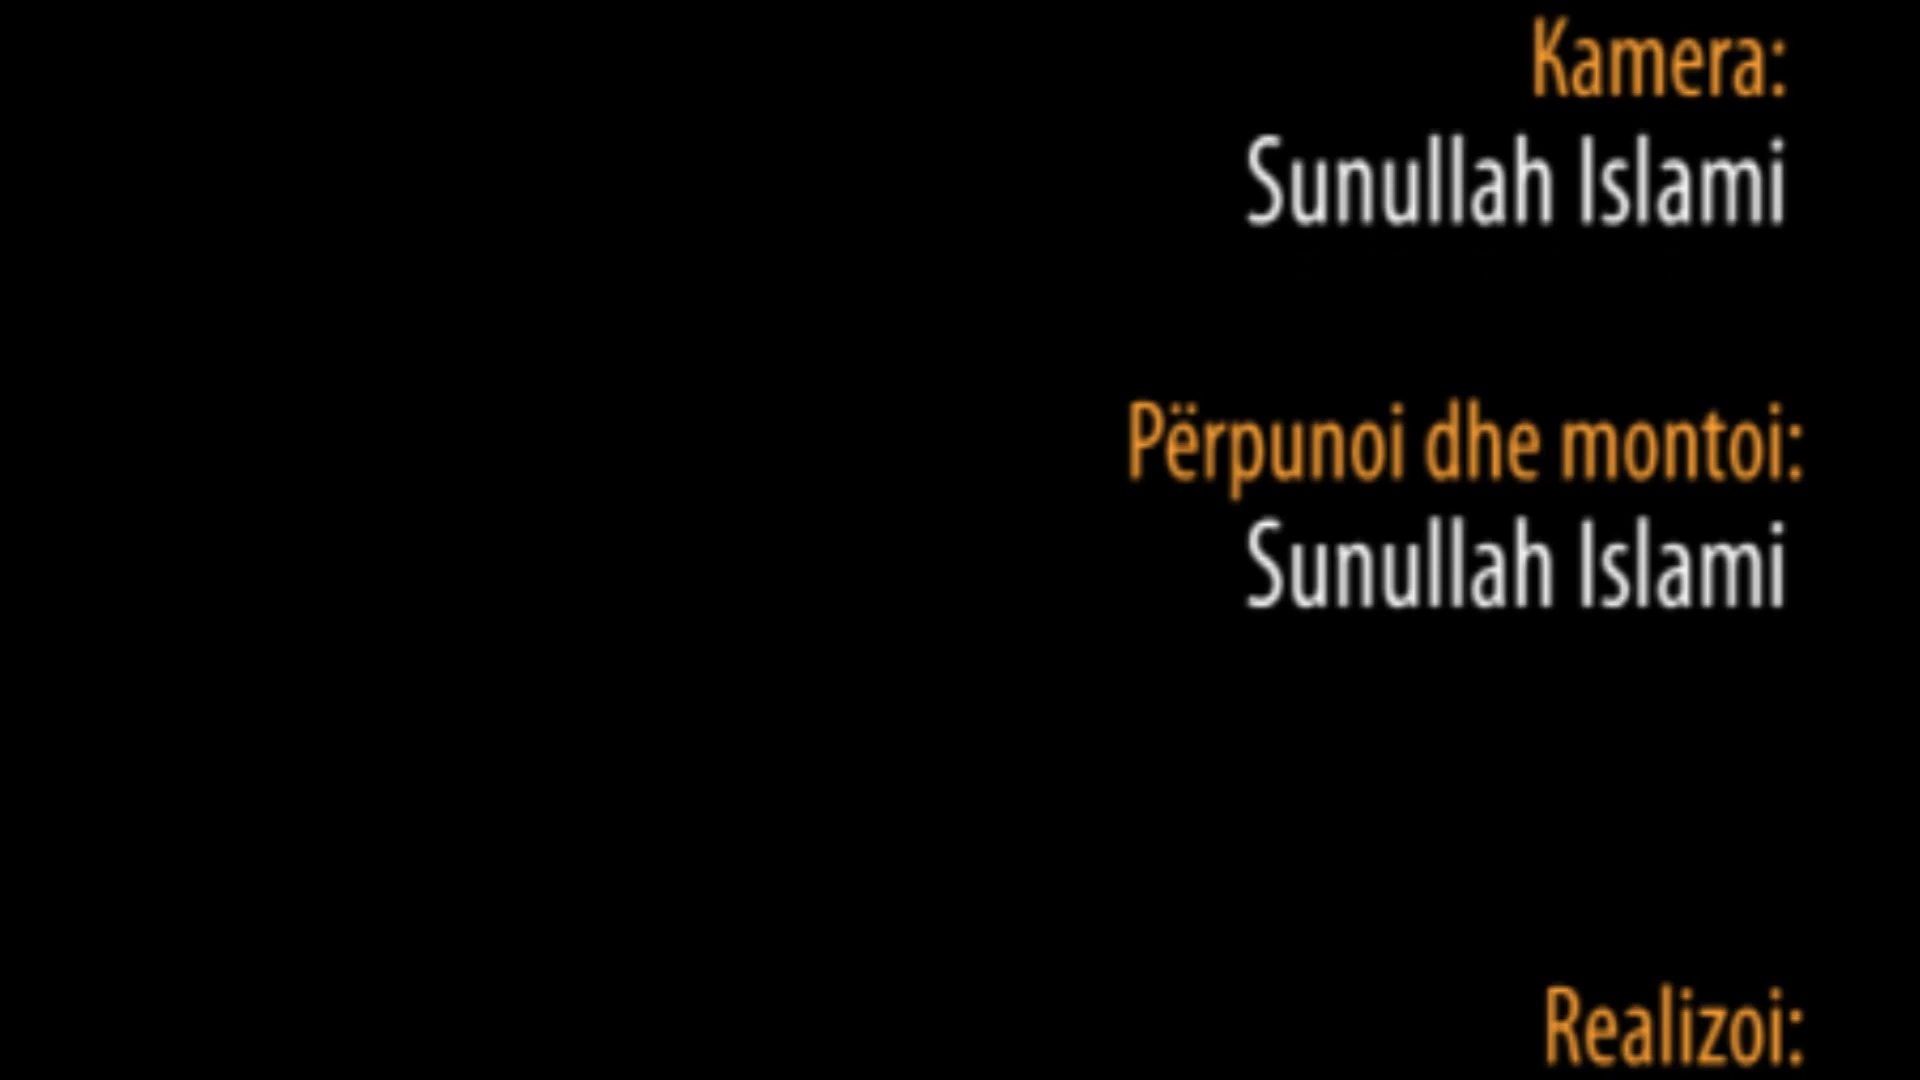 Kamera:
Sunullah Islami
Përpunoi dhe montoi:
Sunullah Islami
Realizoi: